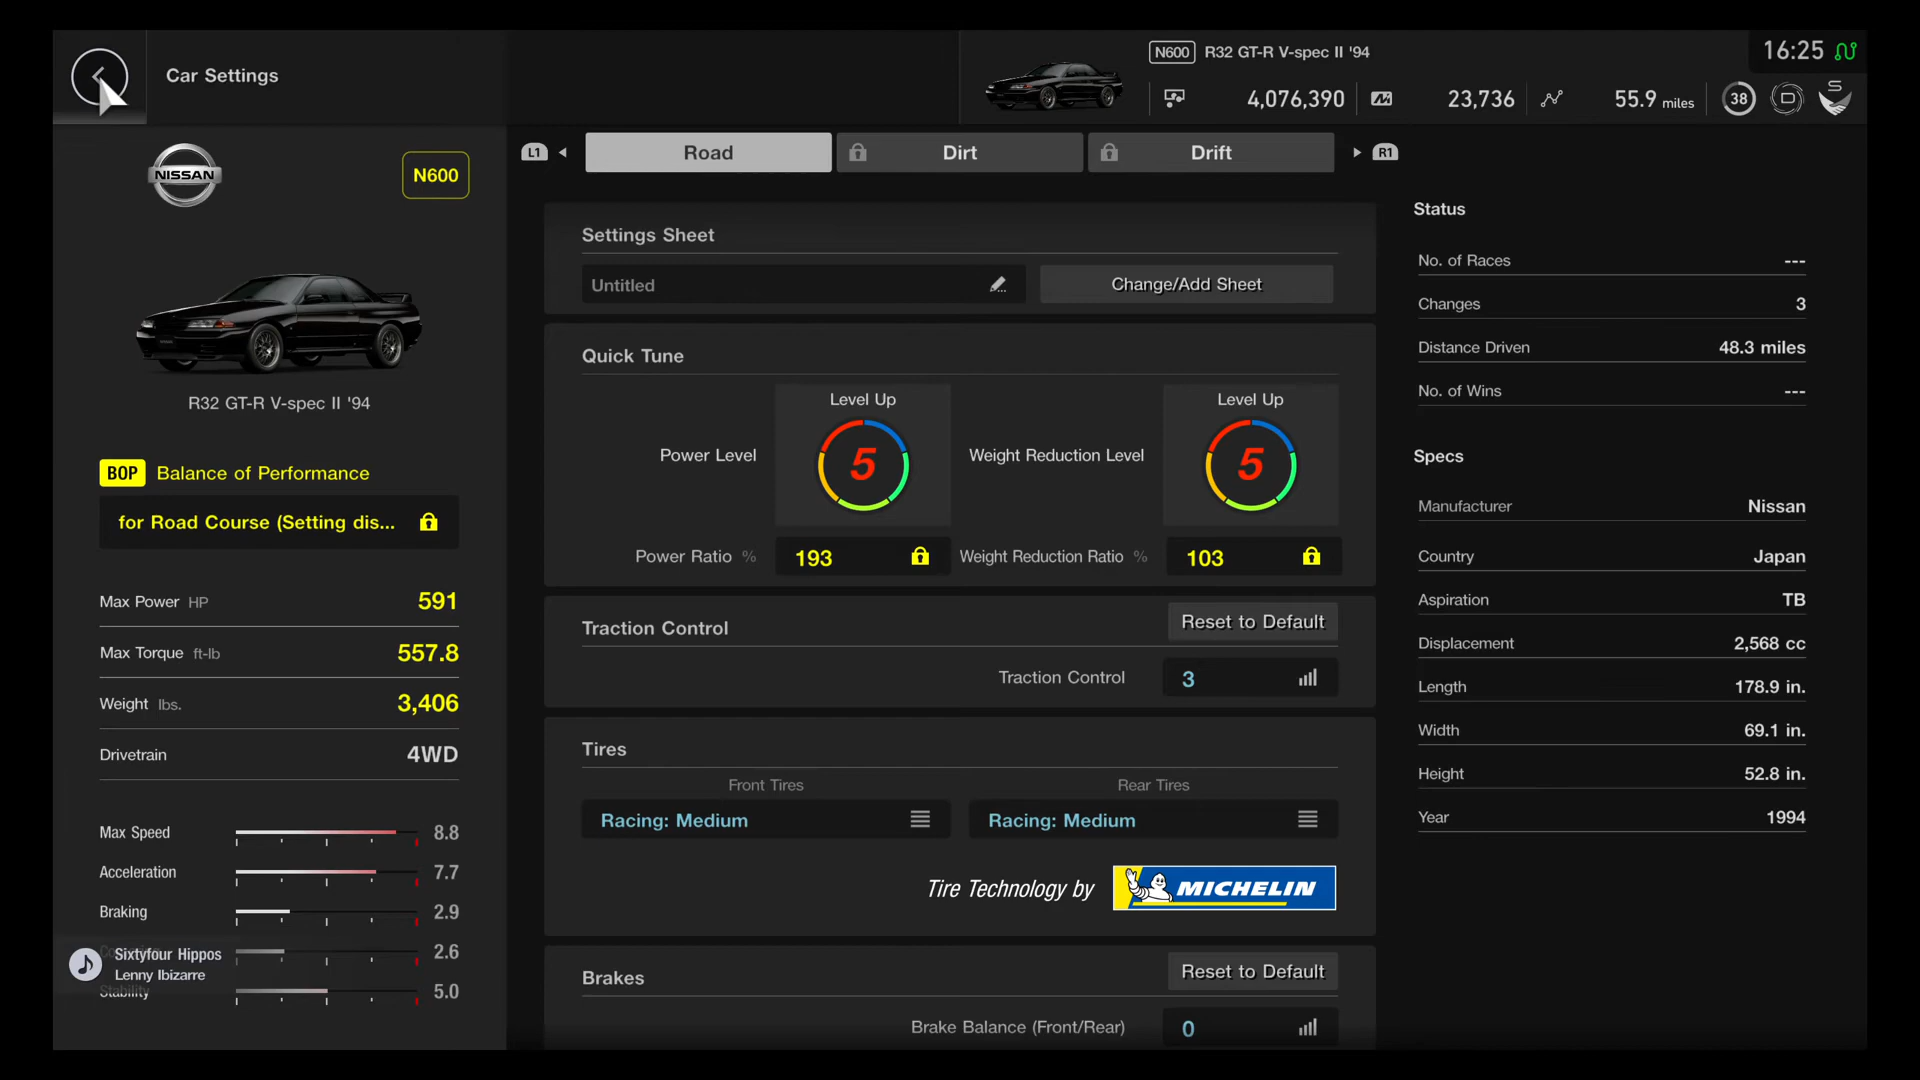 Car Settings
N600 R32 GT-R V-spec II '94
16:25
4,076,390
23,736
55.9 miles
38
D
S
NISSAN
N600
R32 GT-R V-spec II '94
BOP Balance of Performance
for Road Course (Setting dis...
Max Power HP 591
Max Torque ft-lb 557.8
Weight lbs. 3,406
Drivetrain 4WD
Max Speed 8.8
Acceleration 7.7
Braking 2.9
2.6
Stability 5.0
Sixtyfour Hippos
Lenny Ibizarre
L1 Road Dirt Drift R1
Settings Sheet
Untitled Change/Add Sheet
Quick Tune
Level Up Level Up
Power Level 5 Weight Reduction Level 5
Power Ratio % 193 Weight Reduction Ratio % 103
Traction Control Reset to Default
Traction Control 3
Tires
Front Tires Rear Tires
Racing: Medium Racing: Medium
Tire Technology by MICHELIN
Brakes Reset to Default
Brake Balance (Front/Rear) 0
Status
No. of Races ---
Changes 3
Distance Driven 48.3 miles
No. of Wins ---
Specs
Manufacturer Nissan
Country Japan
Aspiration TB
Displacement 2,568 cc
Length 178.9 in.
Width 69.1 in.
Height 52.8 in.
Year 1994